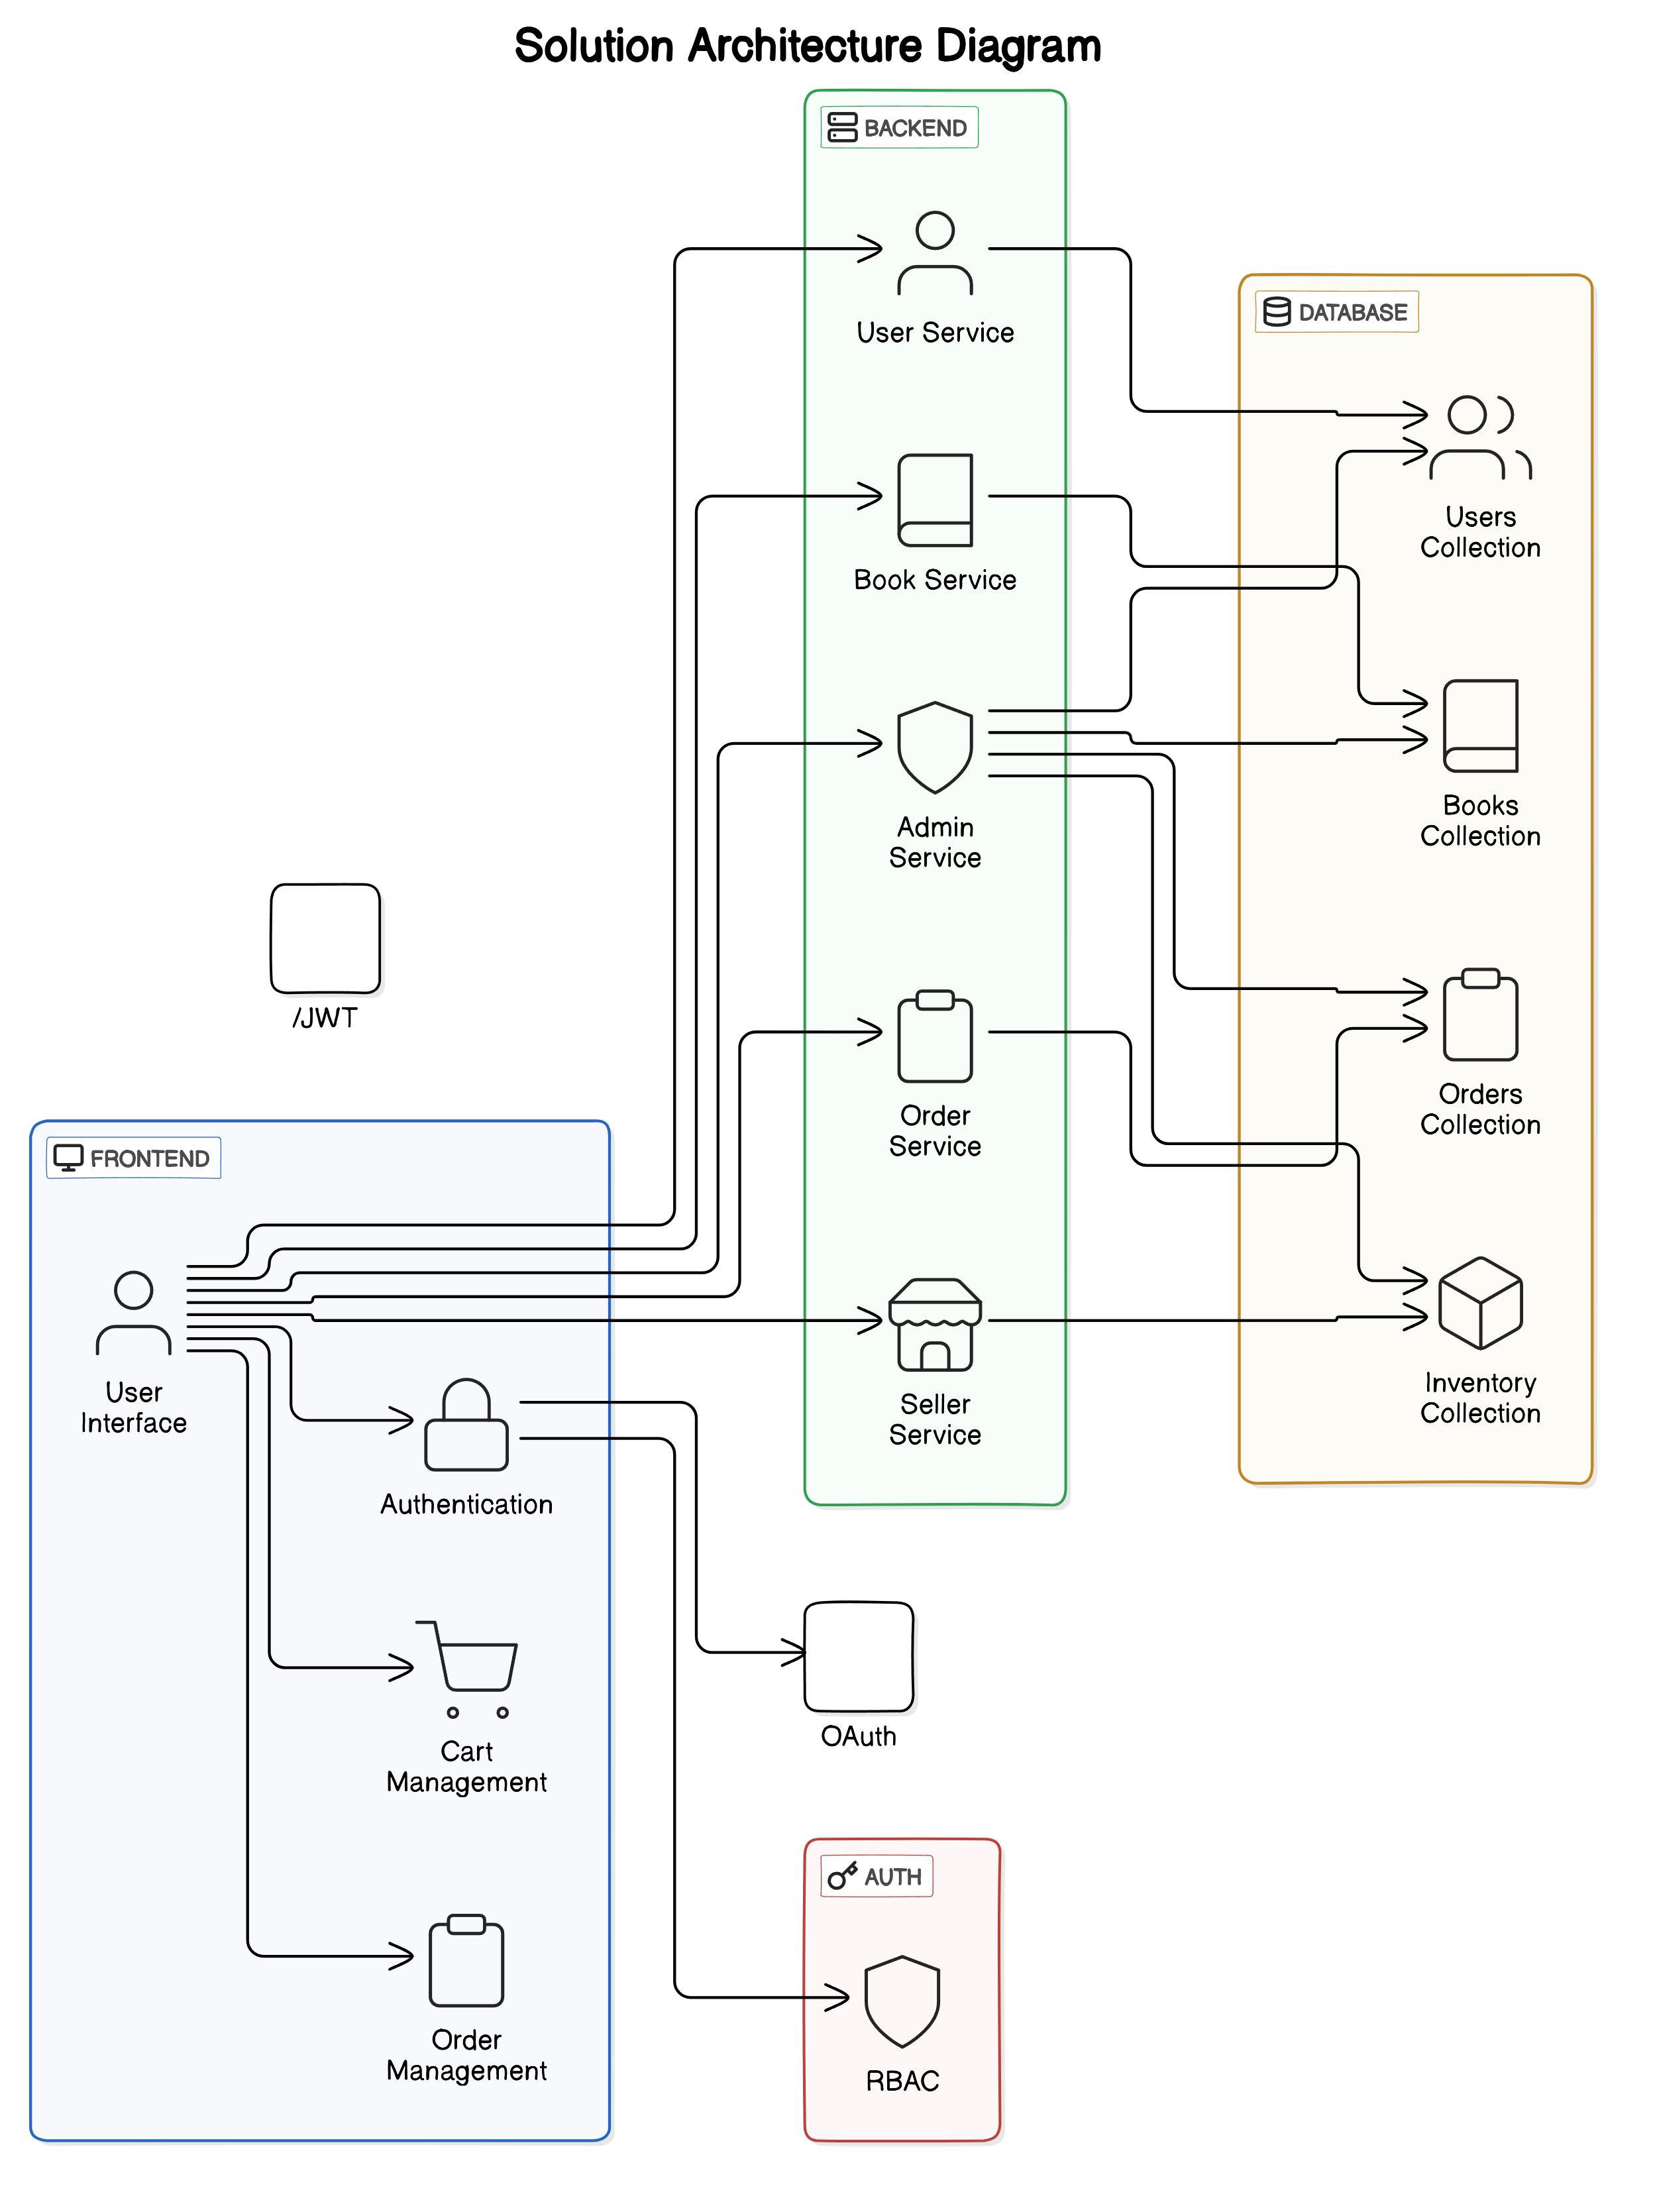 Solution Architecture Diagram
BACKEND
User Service
Book Service
Admin
Service
Order
Service
Seller
Service
DATABASE
Users
Collection
Books
Collection
Orders
Collection
Inventory
Collection
/JWT
FRONTEND
User
Interface
Authentication
Cart
Management
Order
Management
OAuth
AUTH
RBAC